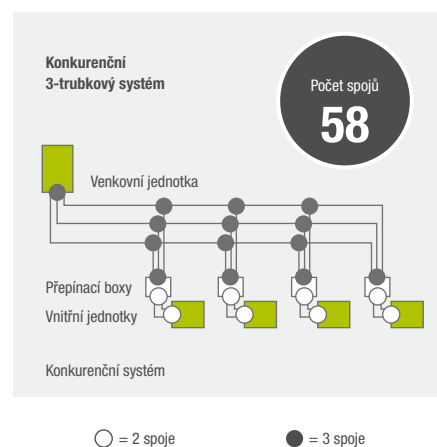 Konkurenční
3-trubkový systém
Počet spojů
58
Venkovní jednotka
Přepínací boxy
Vnitřní jednotky
Konkurenční systém
= 2 spoje
= 3 spoje